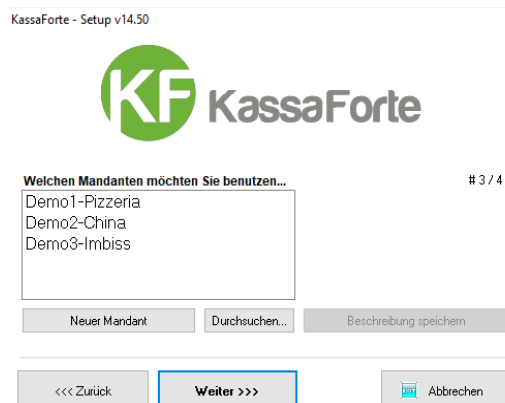 KassaForte - Setup v14.50
KF KassaForte
Welchen Mandanten möchten Sie benutzen...
# 3 / 4
Demo1-Pizzeria
Demo2-China
Demo3-Imbiss
Neuer Mandant
Durchsuchen...
Beschreibung speichern
<<< Zurück
Weiter >>>
Abbrechen